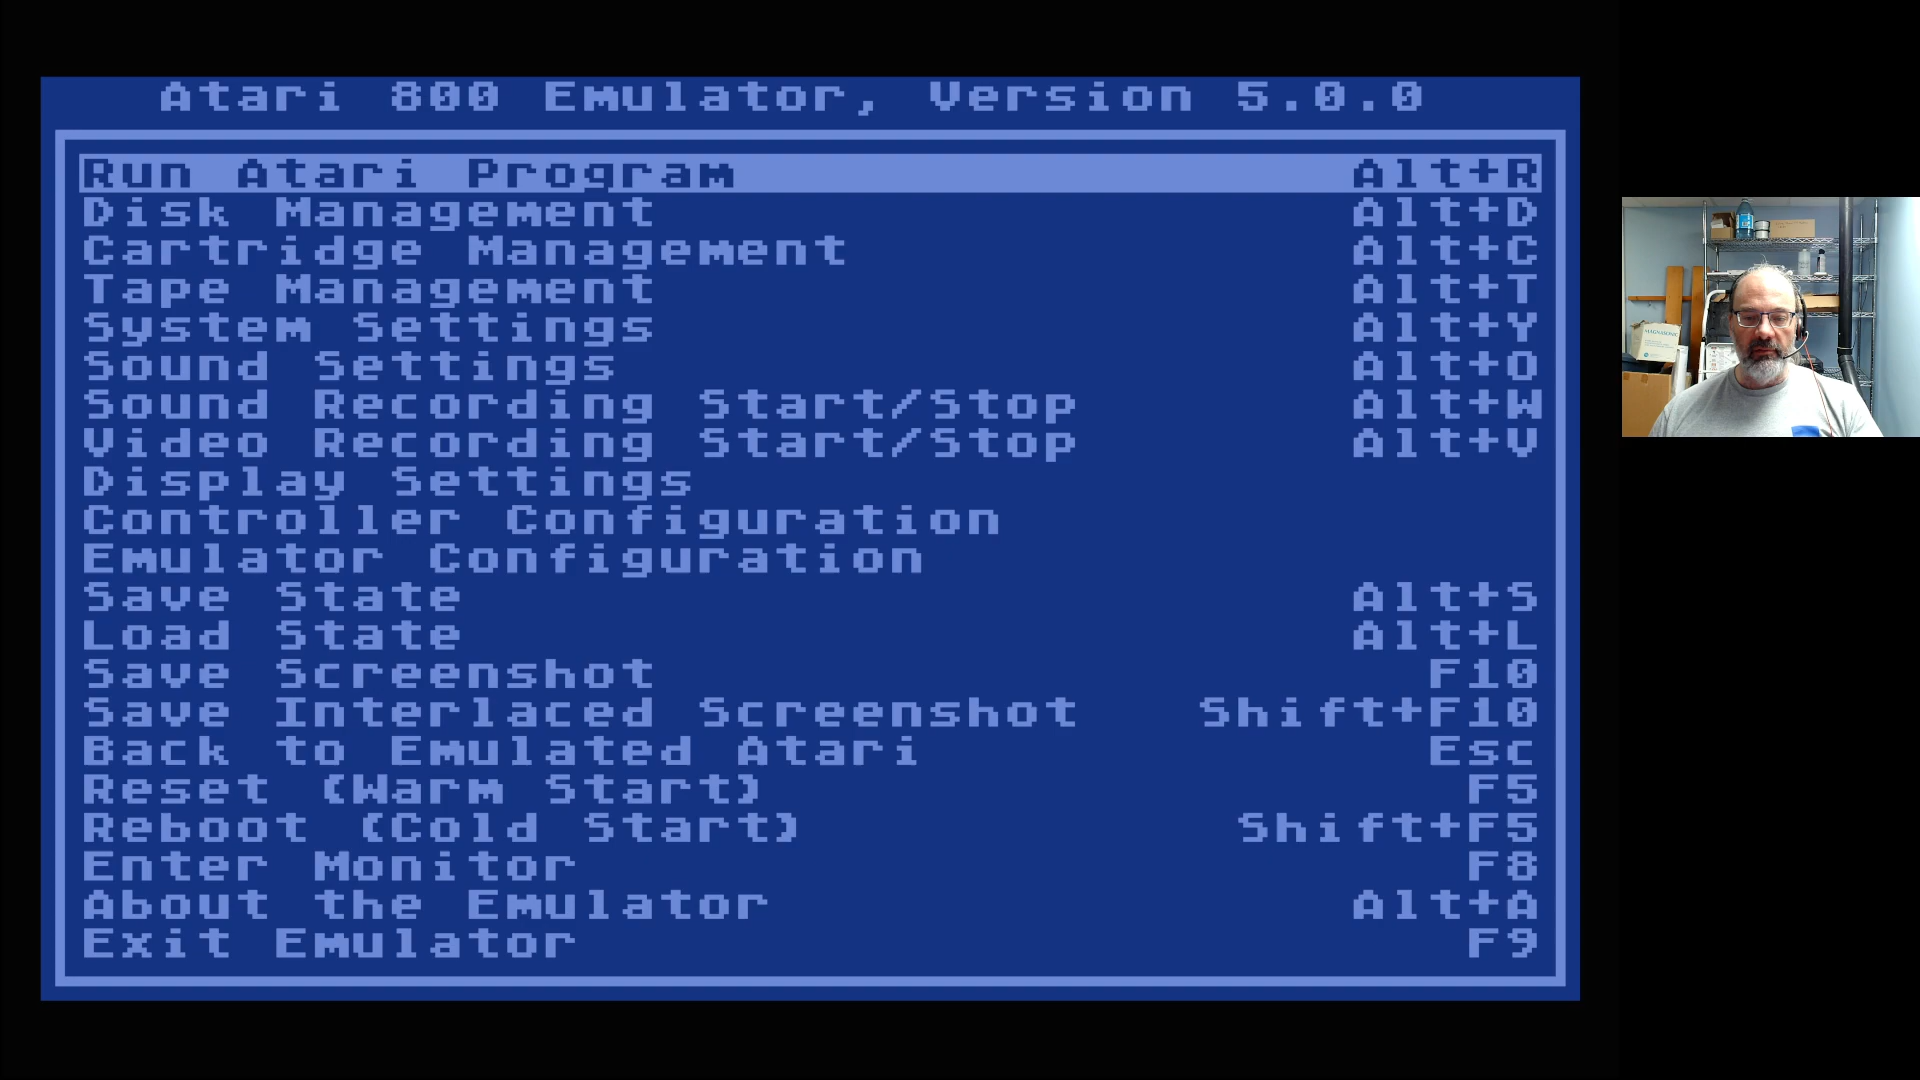 Atari 800 Emulator, Version 5.0.0
Run Atari Program Alt+R
Disk Management Alt+D
Cartridge Management Alt+C
Tape Management Alt+T
System Settings Alt+Y
Sound Settings Alt+O
Sound Recording Start/Stop Alt+W
Video Recording Start/Stop Alt+V
Display Settings
Controller Configuration
Emulator Configuration
Save State Alt+S
Load State Alt+L
Save Screenshot F10
Save Interlaced Screenshot Shift+F10
Back to Emulated Atari Esc
Reset (Warm Start) F5
Reboot (Cold Start) Shift+F5
Enter Monitor F8
About the Emulator Alt+A
Exit Emulator F9